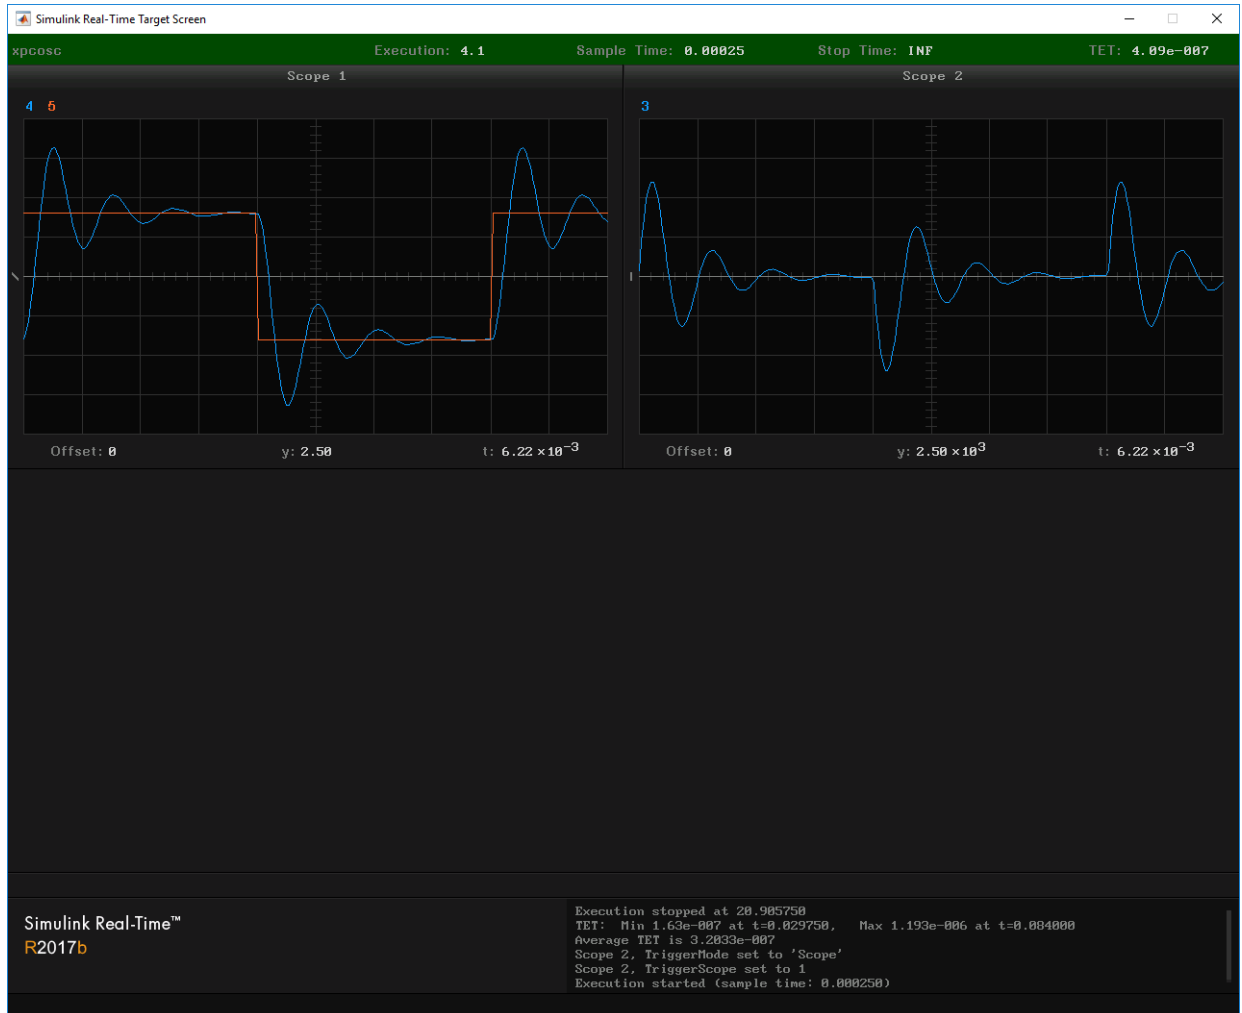 Simulink Real-Time Target Screen
xpcosc Execution: 4.1 Sample Time: 0.00025 Stop Time: INF TET: 4.09e-007
Scope 1
4 5
Offset: 0 y: 2.50 t: 6.22 ×10⁻³
Scope 2
3
Offset: 0 y: 2.50 ×10³ t: 6.22 ×10⁻³
Simulink Real-Time™
R2017b
Execution stopped at 20.905750
TET: Min 1.63e-007 at t=0.029750, Max 1.193e-006 at t=0.084000
Average TET is 3.2033e-007
Scope 2, TriggerMode set to 'Scope'
Scope 2, TriggerScope set to 1
Execution started (sample time: 0.000250)